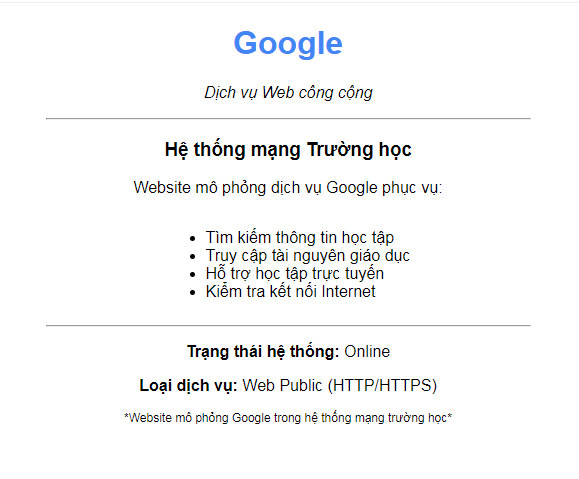 Google
Dịch vụ Web công cộng
Hệ thống mạng Trường học
Website mô phỏng dịch vụ Google phục vụ:
• Tìm kiếm thông tin học tập
• Truy cập tài nguyên giáo dục
• Hỗ trợ học tập trực tuyến
• Kiểm tra kết nối Internet
Trạng thái hệ thống: Online
Loại dịch vụ: Web Public (HTTP/HTTPS)
*Website mô phỏng Google trong hệ thống mạng trường học*